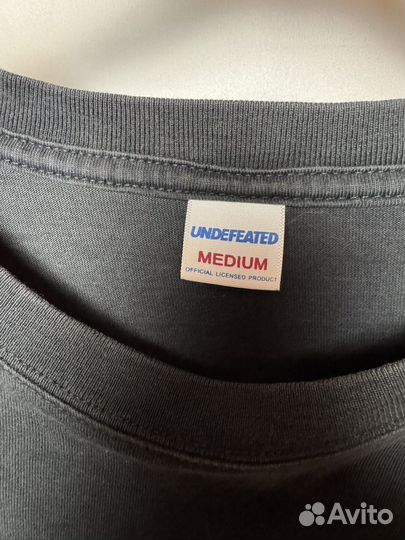 UNDEFEATED
MEDIUM
OFFICIAL LICENSED PRODUCT
Avito